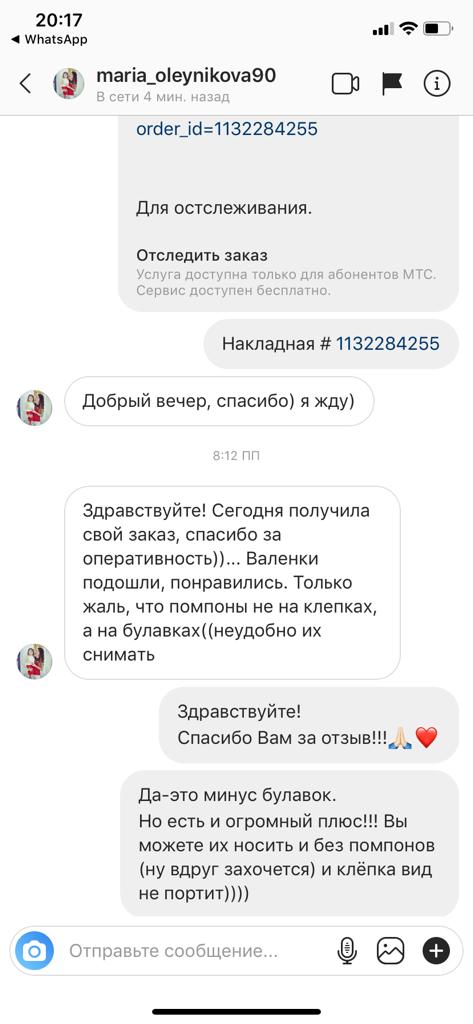 20:17
◀ WhatsApp
maria_oleynikova90
В сети 4 мин. назад
order_id=1132284255
Для остслеживания.
Отследить заказ
Услуга доступна только для абонентов МТС.
Сервис доступен бесплатно.
Накладная # 1132284255
Добрый вечер, спасибо) я жду)
8:12 ПП
Здравствуйте! Сегодня получила
свой заказ, спасибо за
оперативность))... Валенки
подошли, понравились. Только
жаль, что помпоны не на клепках,
а на булавках((неудобно их
снимать
Здравствуйте!
Спасибо Вам за отзыв!!!🙏🏻❤️
Да-это минус булавок.
Но есть и огромный плюс!!! Вы
можете их носить и без помпонов
(ну вдруг захочется) и клёпка вид
не портит))))
Отправьте сообщение...